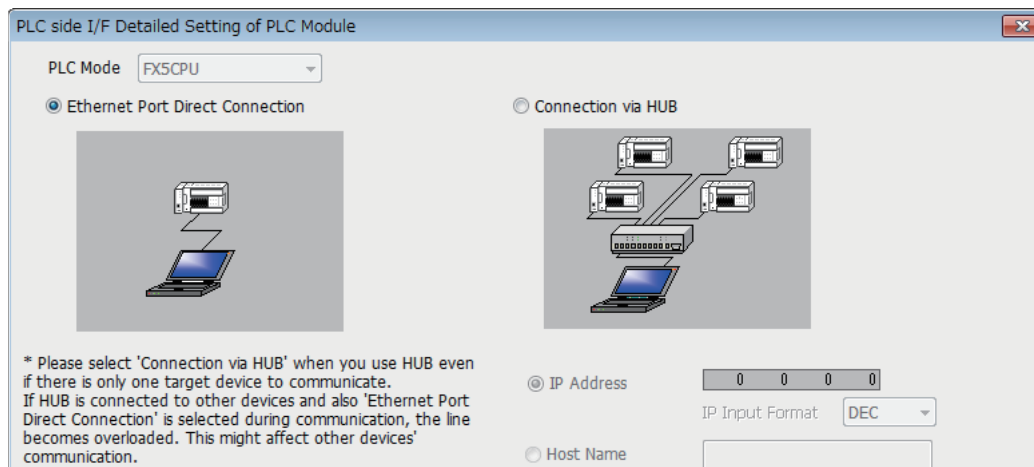 PLC side I/F Detailed Setting of PLC Module
PLC Mode FX5CPU
Ethernet Port Direct Connection
Connection via HUB
* Please select 'Connection via HUB' when you use HUB even
if there is only one target device to communicate.
If HUB is connected to other devices and also 'Ethernet Port
Direct Connection' is selected during communication, the line
becomes overloaded. This might affect other devices'
communication.
IP Address 0 0 0 0
IP Input Format DEC
Host Name